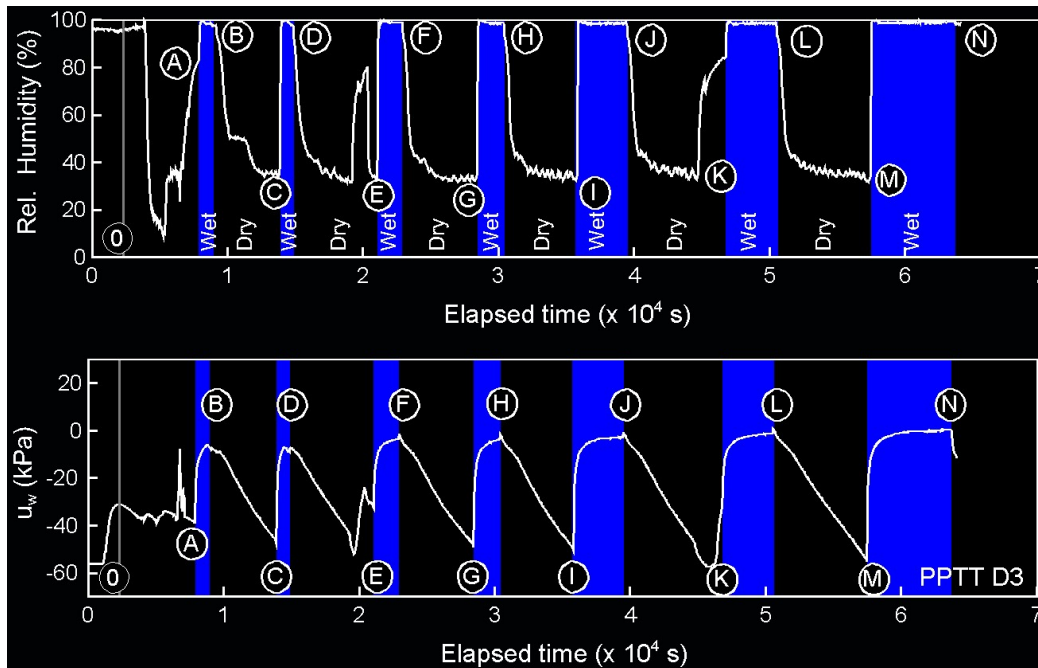 Rel. Humidity (%)
100
80
60
40
20
0
A
B
C
D
E
F
G
H
I
J
K
L
M
N
0
Wet
Dry
Wet
Dry
Wet
Dry
Wet
Dry
Wet
Dry
Wet
Dry
Wet
0 1 2 3 4 5 6 7
Elapsed time (x 10⁴ s)
u_w (kPa)
20
0
-20
-40
-60
A
B
C
D
E
F
G
H
I
J
K
L
M
N
0
PPTT D3
0 1 2 3 4 5 6 7
Elapsed time (x 10⁴ s)